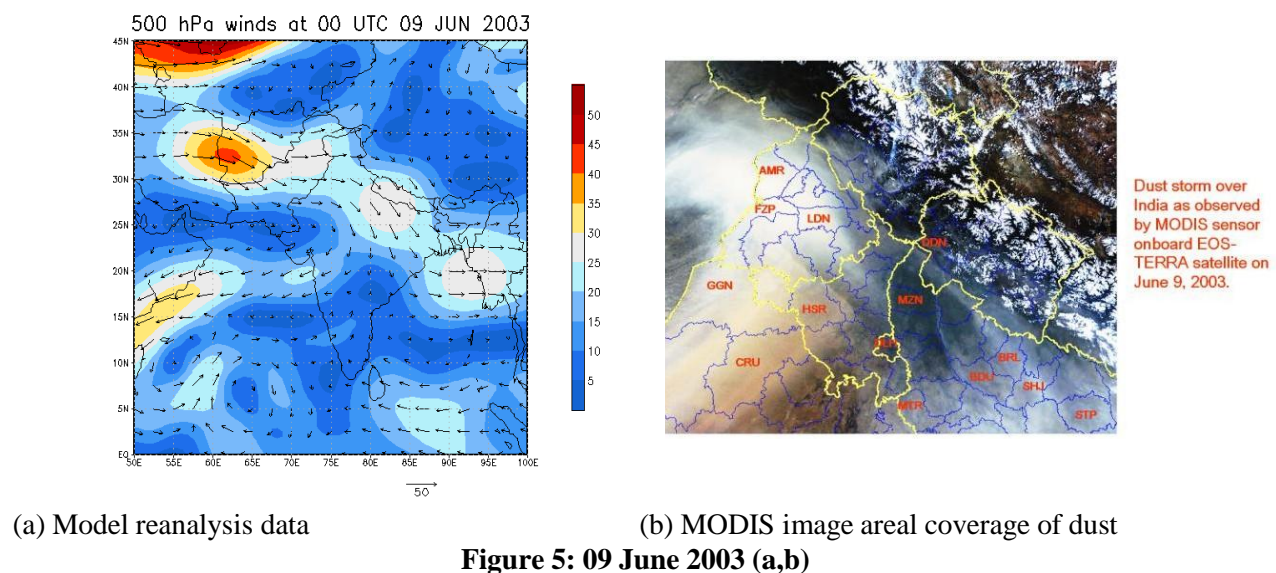 500 hPa winds at 00 UTC 09 JUN 2003
45N
40N
35N
30N
25N
20N
15N
10N
5N
EQ
50E 55E 60E 65E 70E 75E 80E 85E 90E 95E 100E
50
50
45
40
35
30
25
20
15
10
5
AMR
FZP
LDN
DDN
GGN
MZN
HSR
CRU
BRL
BDU
SHJ
MTR
STP
Dust storm over
India as observed
by MODIS sensor
onboard EOS-
TERRA satellite on
June 9, 2003.
(a) Model reanalysis data
(b) MODIS image areal coverage of dust
Figure 5: 09 June 2003 (a,b)